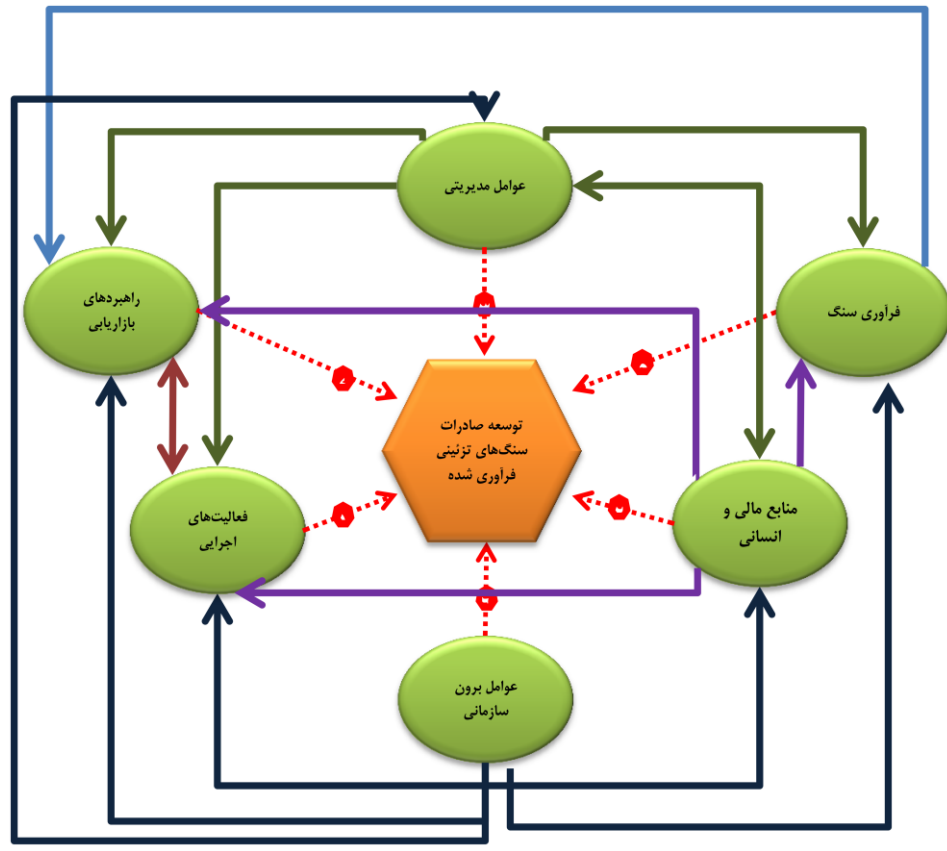 عوامل مدیریتی
راهبردهای
بازاریابی
فرآوری سنگ
توسعه صادرات
سنگ‌های تزئینی
فرآوری شده
فعالیت‌های
اجرایی
منابع مالی و
انسانی
عوامل برون
سازمانی